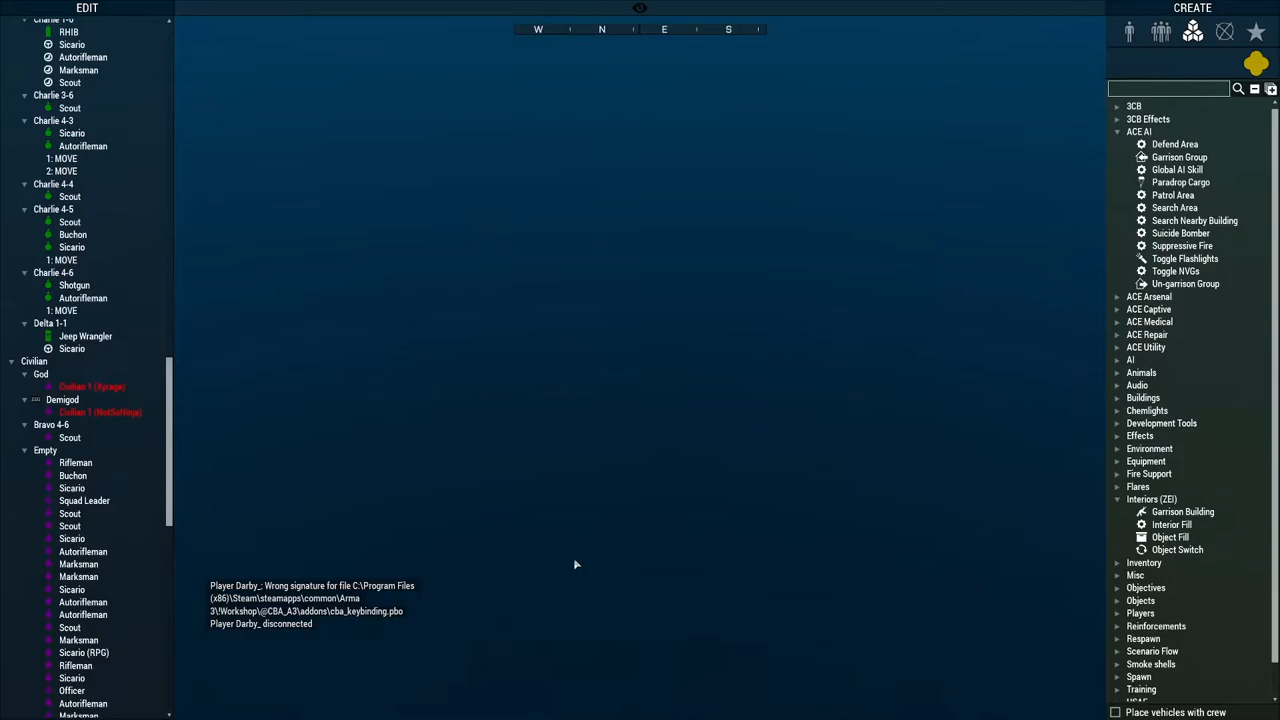 EDIT
Charlie 1-6
RHIB
Sicario
Autorifleman
Marksman
Scout
Charlie 3-6
Scout
Charlie 4-3
Sicario
Autorifleman
1: MOVE
2: MOVE
Charlie 4-4
Scout
Charlie 4-5
Scout
Buchon
Sicario
1: MOVE
Charlie 4-6
Shotgun
Autorifleman
1: MOVE
Delta 1-1
Jeep Wrangler
Sicario
Civilian
God
Civilian 1 (Xyrage)
Demigod
Civilian 1 (NotSoNinja)
Bravo 4-6
Scout
Empty
Rifleman
Buchon
Sicario
Squad Leader
Scout
Scout
Sicario
Autorifleman
Marksman
Marksman
Sicario
Autorifleman
Autorifleman
Scout
Marksman
Sicario (RPG)
Rifleman
Sicario
Officer
Autorifleman
Marksman
W N E S
Player Darby_: Wrong signature for file C:\Program Files
(x86)\Steam\steamapps\common\Arma
3\!Workshop\@CBA_A3\addons\cba_keybinding.pbo
Player Darby_ disconnected
CREATE
3CB
3CB Effects
ACE AI
Defend Area
Garrison Group
Global AI Skill
Paradrop Cargo
Patrol Area
Search Area
Search Nearby Building
Suicide Bomber
Suppressive Fire
Toggle Flashlights
Toggle NVGs
Un-garrison Group
ACE Arsenal
ACE Captive
ACE Medical
ACE Repair
ACE Utility
AI
Animals
Audio
Buildings
Chemlights
Development Tools
Effects
Environment
Equipment
Fire Support
Flares
Interiors (ZEI)
Garrison Building
Interior Fill
Object Fill
Object Switch
Inventory
Misc
Objectives
Objects
Players
Reinforcements
Respawn
Scenario Flow
Smoke shells
Spawn
Training
Place vehicles with crew